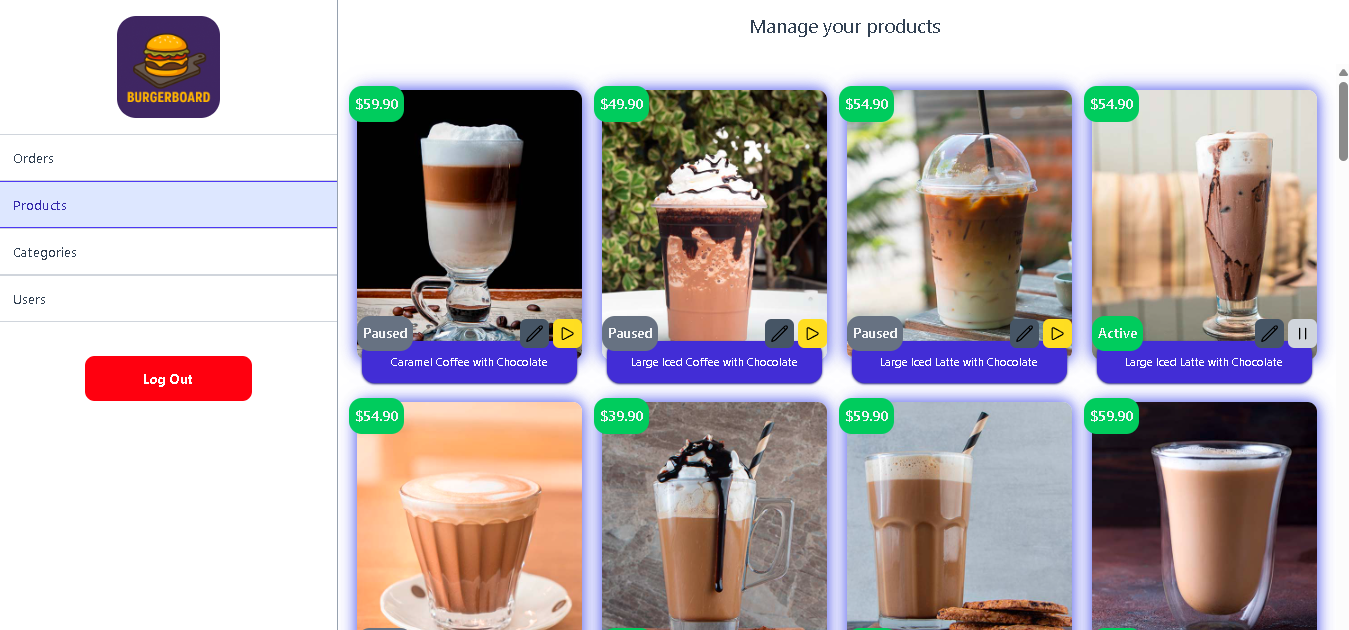 BURGERBOARD
Orders
Products
Categories
Users
Log Out
Manage your products
$59.90
$49.90
$54.90
$54.90
Paused
Paused
Paused
Active
Caramel Coffee with Chocolate
Large Iced Coffee with Chocolate
Large Iced Latte with Chocolate
Large Iced Latte with Chocolate
$54.90
$39.90
$59.90
$59.90